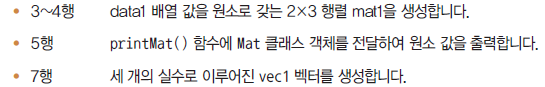 • 3~4행 data1 배열 값을 원소로 갖는 2×3 행렬 mat1을 생성합니다.
• 5행 printMat() 함수에 Mat 클래스 객체를 전달하여 원소 값을 출력합니다.
• 7행 세 개의 실수로 이루어진 vec1 벡터를 생성합니다.